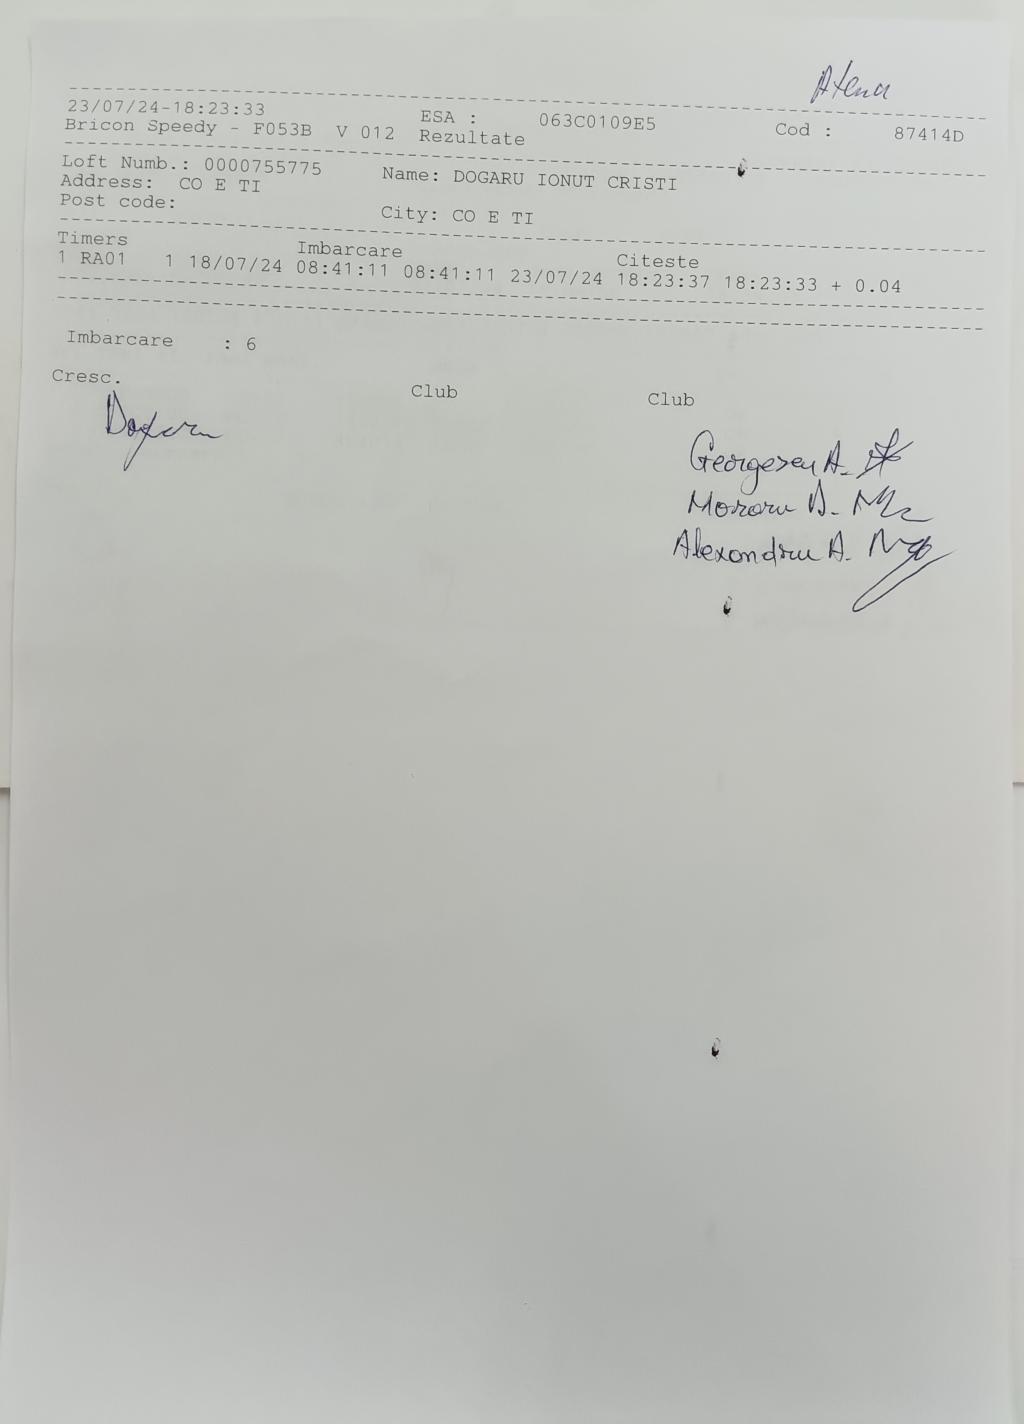 Atena
23/07/24-18:23:33 ESA : 063C0109E5 Cod : 87414D
Bricon Speedy - F053B V 012 Rezultate
Loft Numb.: 0000755775 Name: DOGARU IONUT CRISTI
Address: CO E TI
Post code: City: CO E TI
Timers Imbarcare Citeste
1 RA01 1 18/07/24 08:41:11 08:41:11 23/07/24 18:23:37 18:23:33 + 0.04
Imbarcare : 6
Cresc. Club Club
Dogaru
Georgescu A.
Moraru D.
Alexandru A.